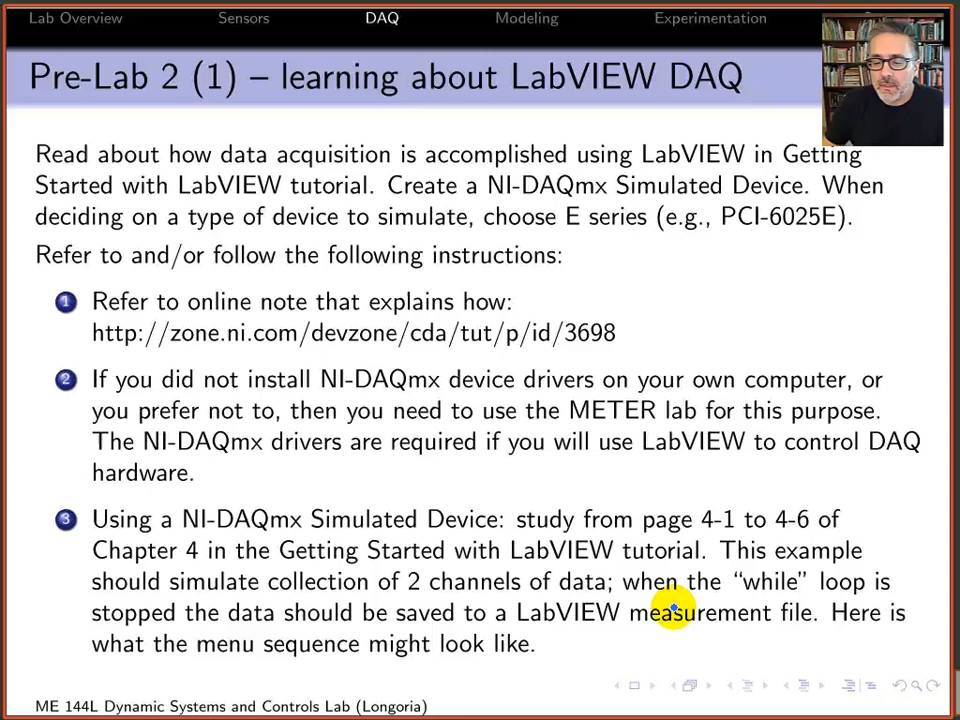 Lab Overview Sensors DAQ Modeling Experimentation
Pre-Lab 2 (1) – learning about LabVIEW DAQ
Read about how data acquisition is accomplished using LabVIEW in Getting
Started with LabVIEW tutorial. Create a NI-DAQmx Simulated Device. When
deciding on a type of device to simulate, choose E series (e.g., PCI-6025E).
Refer to and/or follow the following instructions:
1 Refer to online note that explains how:
http://zone.ni.com/devzone/cda/tut/p/id/3698
2 If you did not install NI-DAQmx device drivers on your own computer, or
you prefer not to, then you need to use the METER lab for this purpose.
The NI-DAQmx drivers are required if you will use LabVIEW to control DAQ
hardware.
3 Using a NI-DAQmx Simulated Device: study from page 4-1 to 4-6 of
Chapter 4 in the Getting Started with LabVIEW tutorial. This example
should simulate collection of 2 channels of data; when the “while” loop is
stopped the data should be saved to a LabVIEW measurement file. Here is
what the menu sequence might look like.
ME 144L Dynamic Systems and Controls Lab (Longoria)